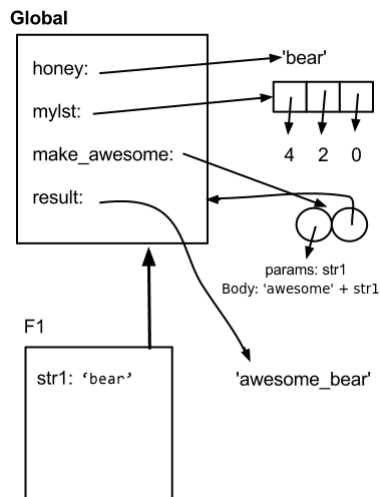 Global
honey:
'bear'
mylst:
4 2 0
make_awesome:
result:
params: str1
Body: 'awesome' + str1
F1
str1: ‘bear’
'awesome_bear'